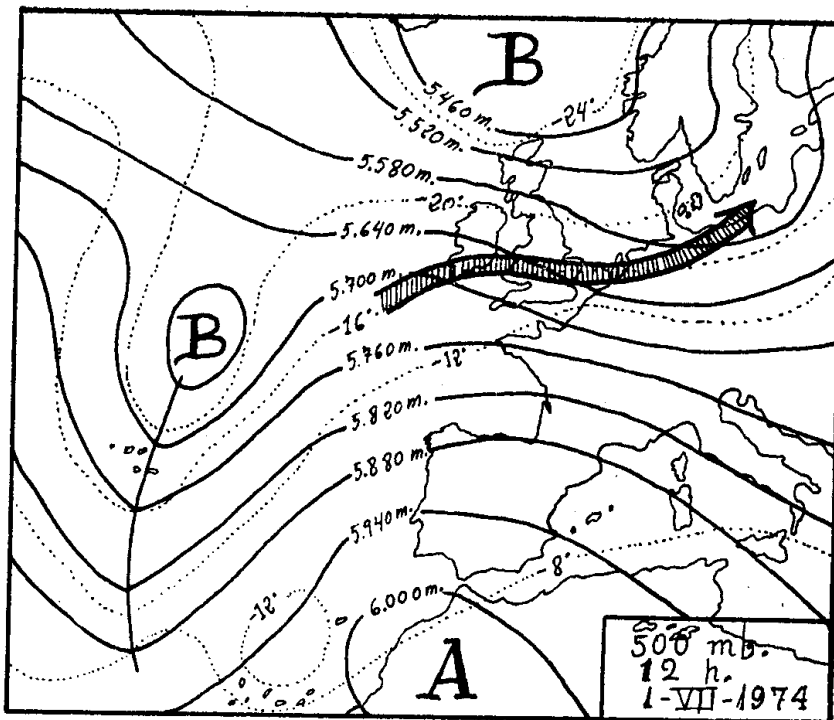 B
5.460 m.
-24°
5.520 m.
5.580 m.
-20°
5.640 m.
5.700 m.
-16°
B
5.760 m.
-12°
5.820 m.
5.880 m.
5.940 m.
-8°
-12°
6.000 m.
A
500 mb.
12 h.
1-VII-1974